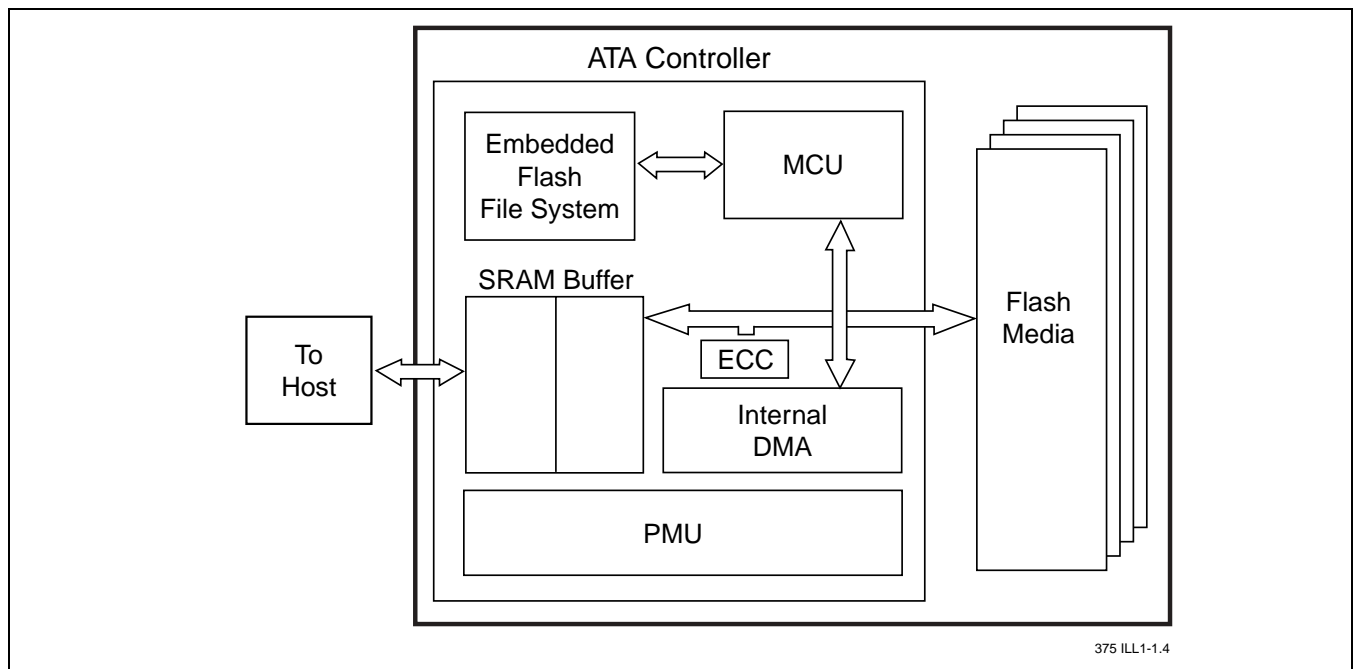 ATA Controller
Embedded
Flash
File System
MCU
SRAM Buffer
Flash
Media
To
Host
ECC
Internal
DMA
PMU
375 ILL1-1.4